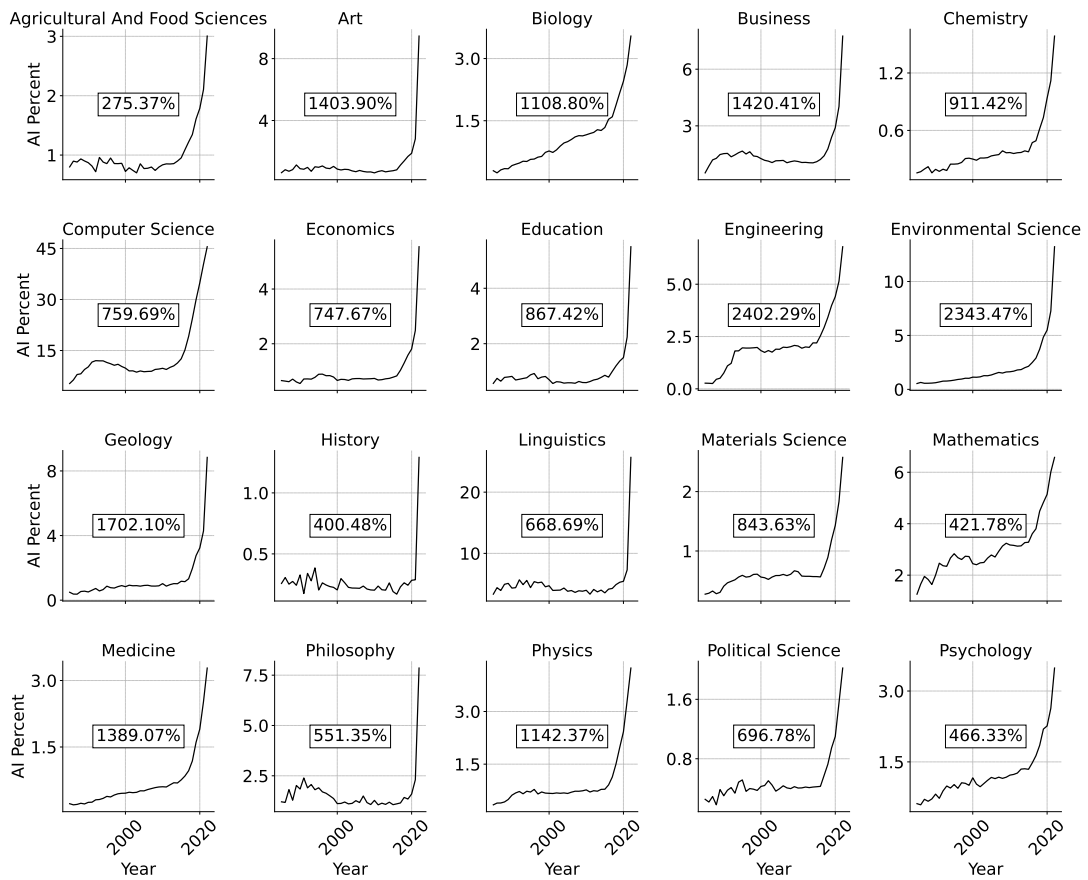 Agricultural And Food Sciences
AI Percent
3
2
1
275.37%
Art
8
4
1403.90%
Biology
3.0
1.5
1108.80%
Business
6
3
1420.41%
Chemistry
1.2
0.6
911.42%
Computer Science
AI Percent
45
30
15
759.69%
Economics
4
2
747.67%
Education
4
2
867.42%
Engineering
5.0
2.5
0.0
2402.29%
Environmental Science
10
5
0
2343.47%
Geology
AI Percent
8
4
0
1702.10%
History
1.0
0.5
400.48%
Linguistics
20
10
668.69%
Materials Science
2
1
843.63%
Mathematics
6
4
2
421.78%
Medicine
AI Percent
3.0
1.5
1389.07%
2000
2020
Year
Philosophy
7.5
5.0
2.5
551.35%
2000
2020
Year
Physics
3.0
1.5
1142.37%
2000
2020
Year
Political Science
1.6
0.8
696.78%
2000
2020
Year
Psychology
3.0
1.5
466.33%
2000
2020
Year